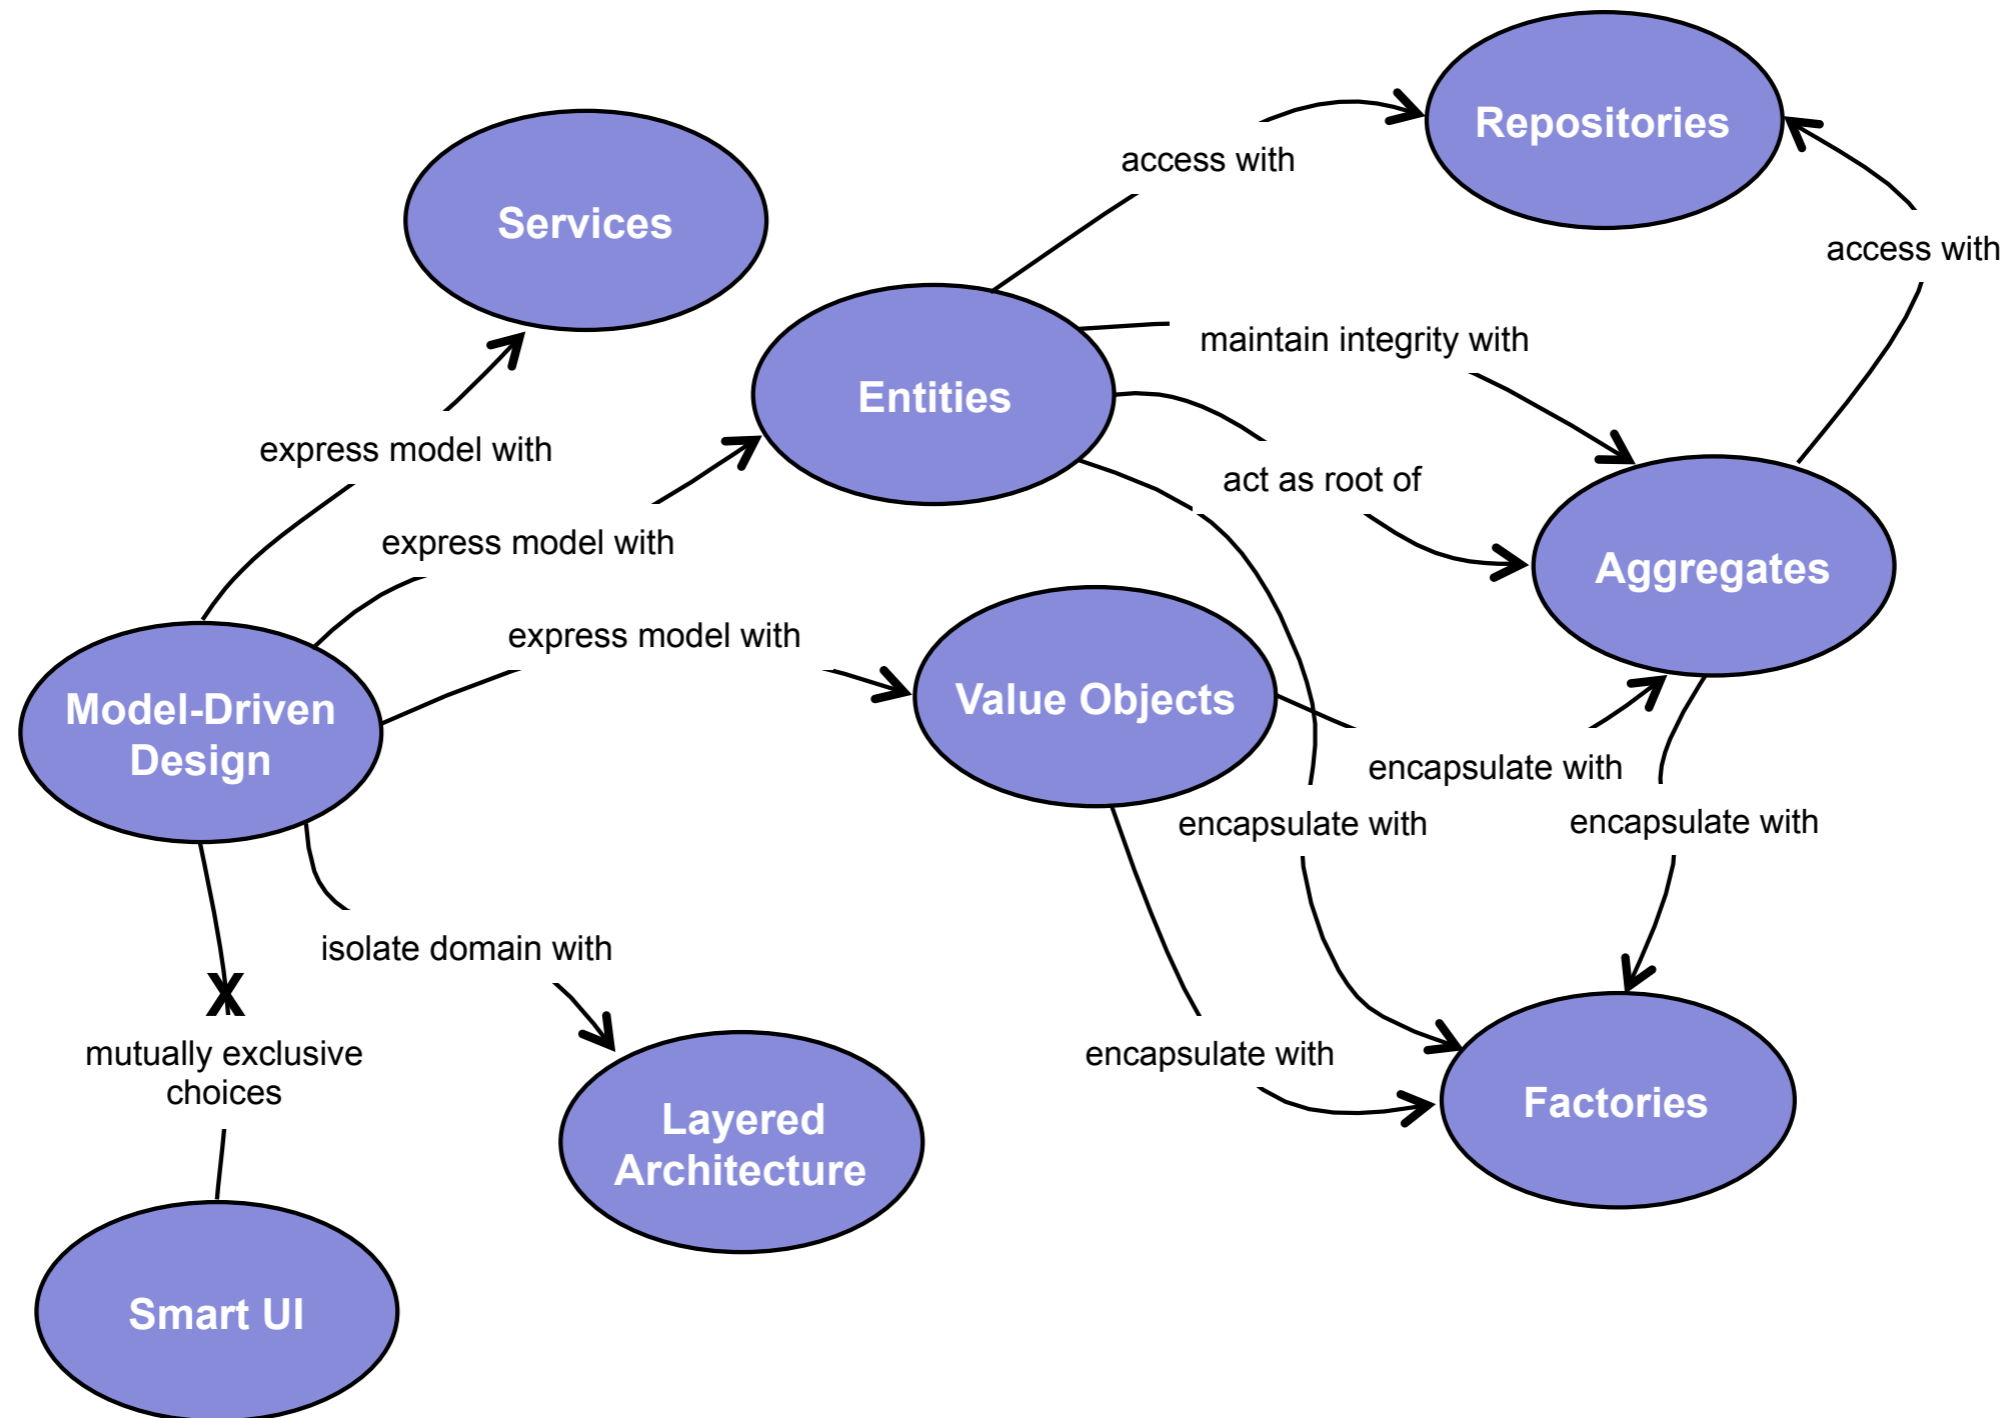 Repositories
access with
Services
access with
maintain integrity with
Entities
express model with
act as root of
express model with
Aggregates
express model with
Value Objects
Model-Driven
Design
encapsulate with
encapsulate with
encapsulate with
isolate domain with
mutually exclusive
choices
X
encapsulate with
Factories
Layered
Architecture
Smart UI